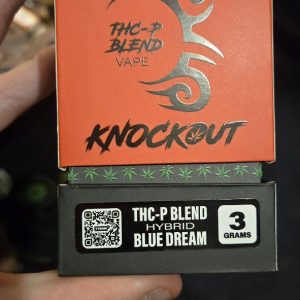 THC-P
BLEND
VAPE
KNOCKOUT
THC-P BLEND
HYBRID
BLUE DREAM
3
GRAMS